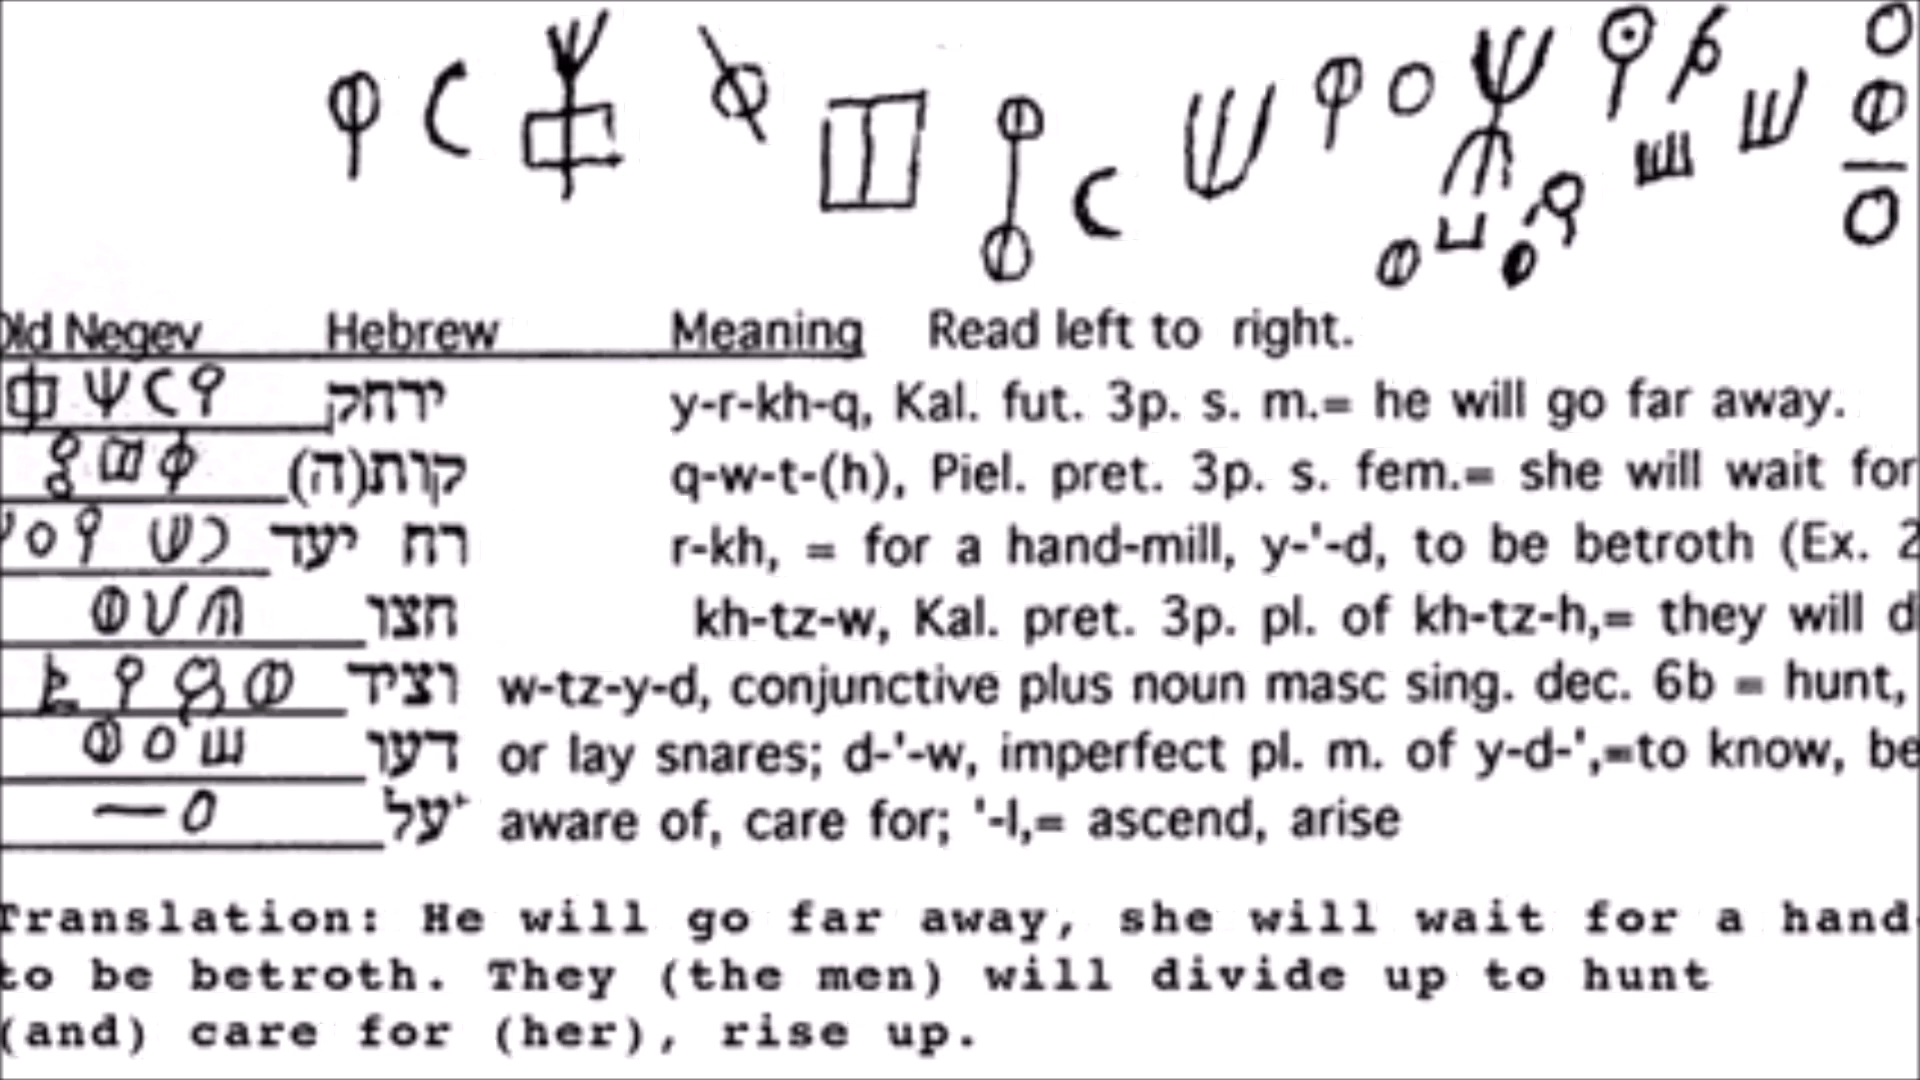 Old Negev Hebrew Meaning Read left to right.
ירחק y-r-kh-q, Kal. fut. 3p. s. m.= he will go far away.
קות(ה) q-w-t-(h), Piel. pret. 3p. s. fem.= she will wait for
רח יעד r-kh, = for a hand-mill, y-'-d, to be betroth (Ex. 2
חצו kh-tz-w, Kal. pret. 3p. pl. of kh-tz-h,= they will d
וציד w-tz-y-d, conjunctive plus noun masc sing. dec. 6b = hunt,
דעו or lay snares; d-'-w, imperfect pl. m. of y-d-',=to know, be
על aware of, care for; '-l,= ascend, arise
Translation: He will go far away, she will wait for a hand-
to be betroth. They (the men) will divide up to hunt
(and) care for (her), rise up.